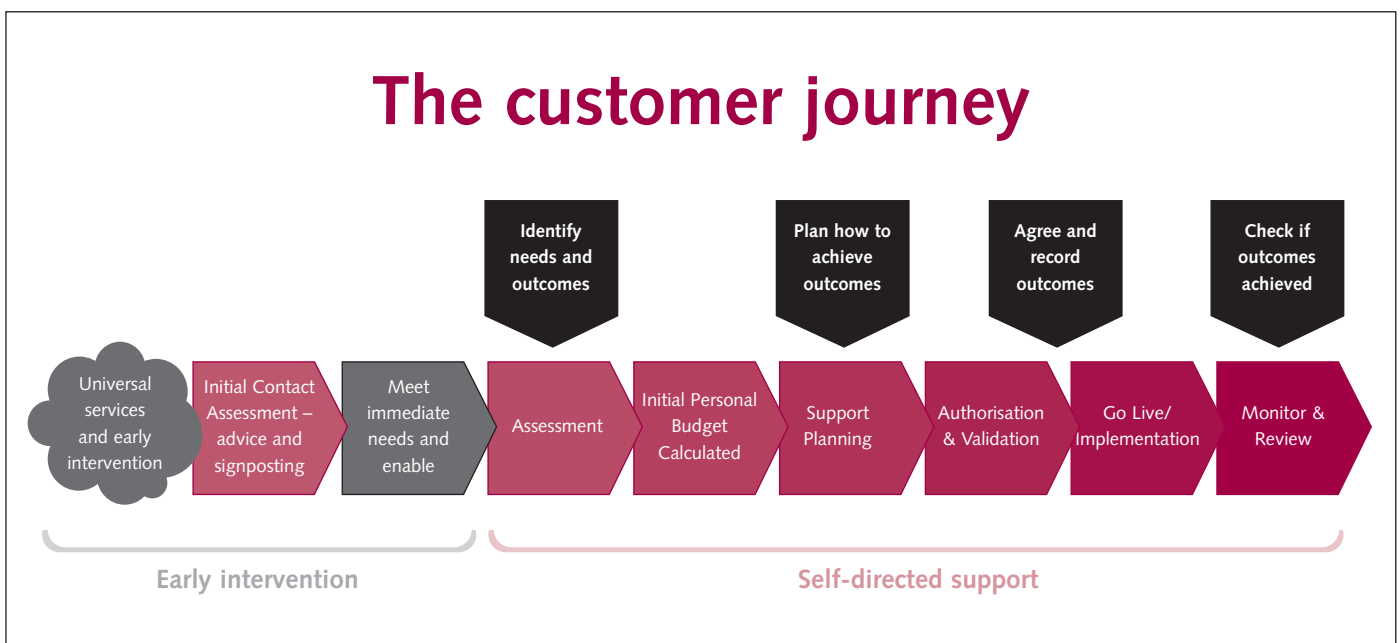 The customer journey
Identify
needs and
outcomes
Plan how to
achieve
outcomes
Agree and
record
outcomes
Check if
outcomes
achieved
Universal
services
and early
intervention
Initial Contact
Assessment –
advice and
signposting
Meet
immediate
needs and
enable
Assessment
Initial Personal
Budget
Calculated
Support
Planning
Authorisation
& Validation
Go Live/
Implementation
Monitor &
Review
Early intervention
Self-directed support